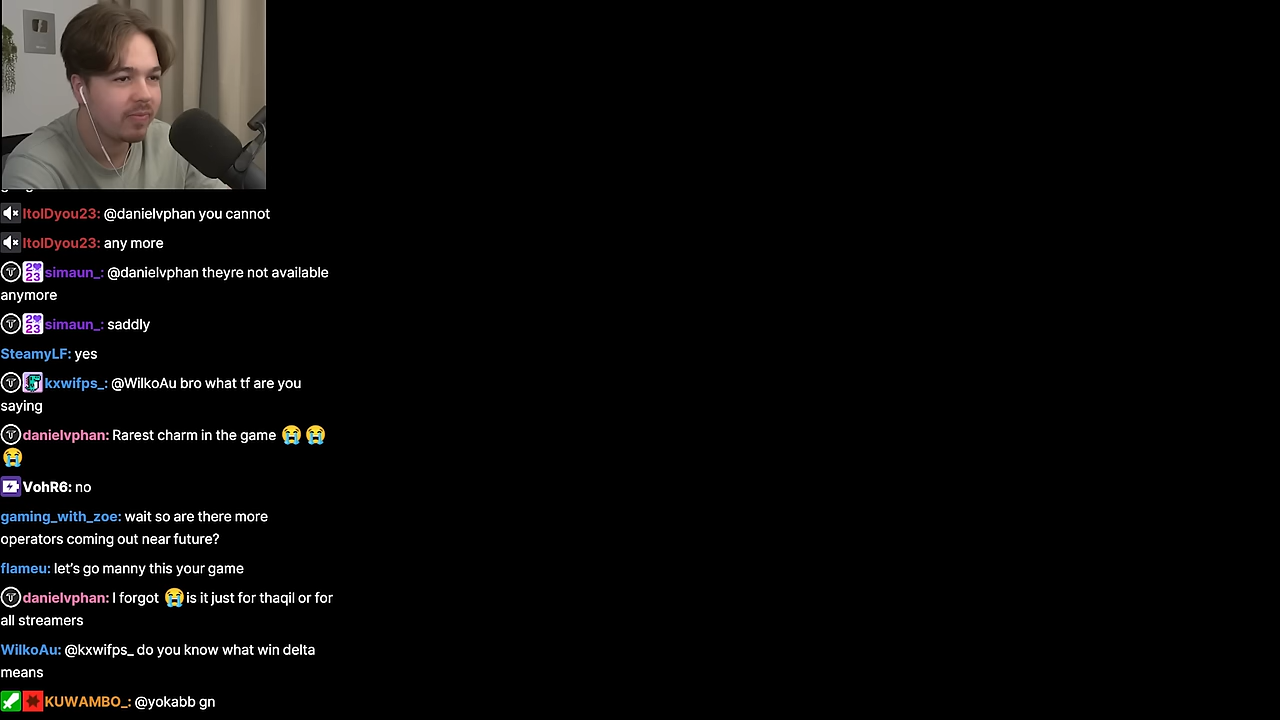 ItolDyou23: @danielvphan you cannot
ItolDyou23: any more
simaun_: @danielvphan theyre not available
anymore
simaun_: saddly
SteamyLF: yes
kxwifps_: @WilkoAu bro what tf are you
saying
danielvphan: Rarest charm in the game 😭 😭
😭
VohR6: no
gaming_with_zoe: wait so are there more
operators coming out near future?
flameu: let's go manny this your game
danielvphan: I forgot 😭 is it just for thaqil or for
all streamers
WilkoAu: @kxwifps_ do you know what win delta
means
KUWAMBO_: @yokabb gn